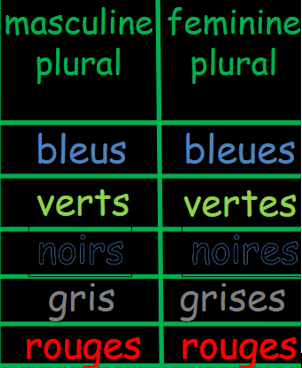 masculine feminine
plural plural
bleus bleues
verts vertes
noirs noires
gris grises
rouges rouges